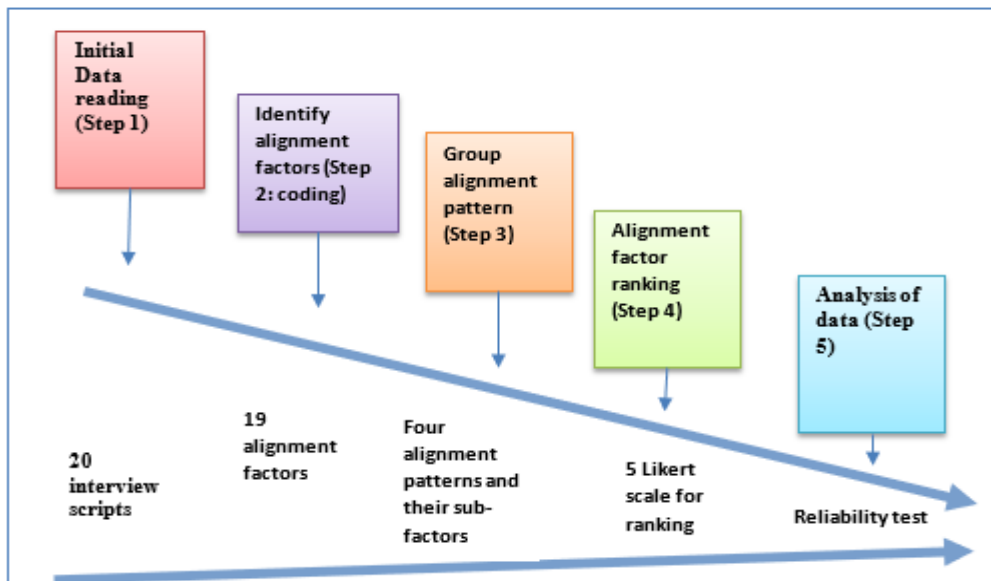 Initial
Data
reading
(Step 1)
Identify
alignment
factors (Step
2: coding)
Group
alignment
pattern
(Step 3)
Alignment
factor
ranking
(Step 4)
Analysis of
data (Step
5)
20
interview
scripts
19
alignment
factors
Four
alignment
patterns and
their sub-
factors
5 Likert
scale for
ranking
Reliability test